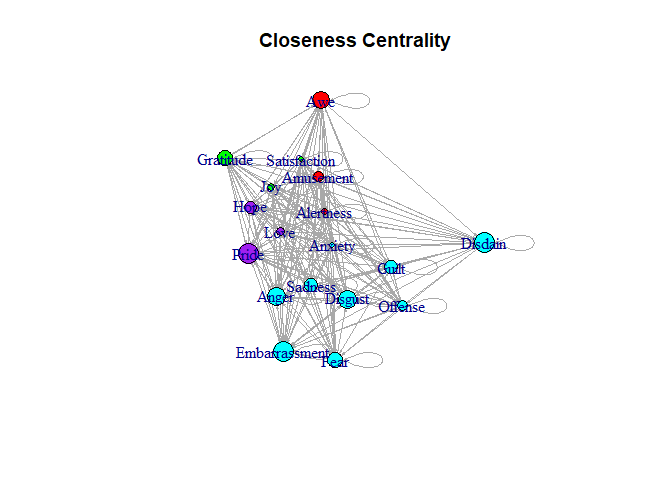 Closeness Centrality
Awe
Gratitude
Satisfaction
Amusement
Joy
Hope
Alertness
Love
Anxiety
Disdain
Pride
Guilt
Sadness
Anger
Disgust
Offense
Embarrassment
Fear